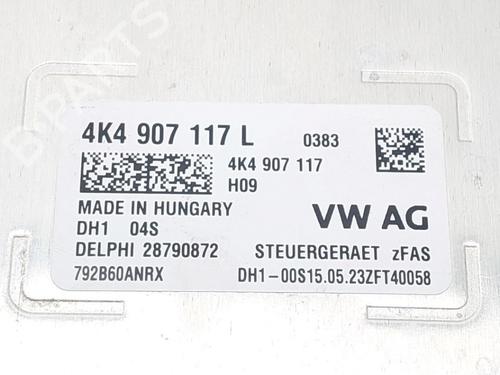 4K4 907 117 L 0383
4K4 907 117
H09
MADE IN HUNGARY
VW AG
DH1 04S
DELPHI 28790872 STEUERGERAET zFAS
792B60ANRX DH1-00S15.05.23ZFT40058
B-PARTS